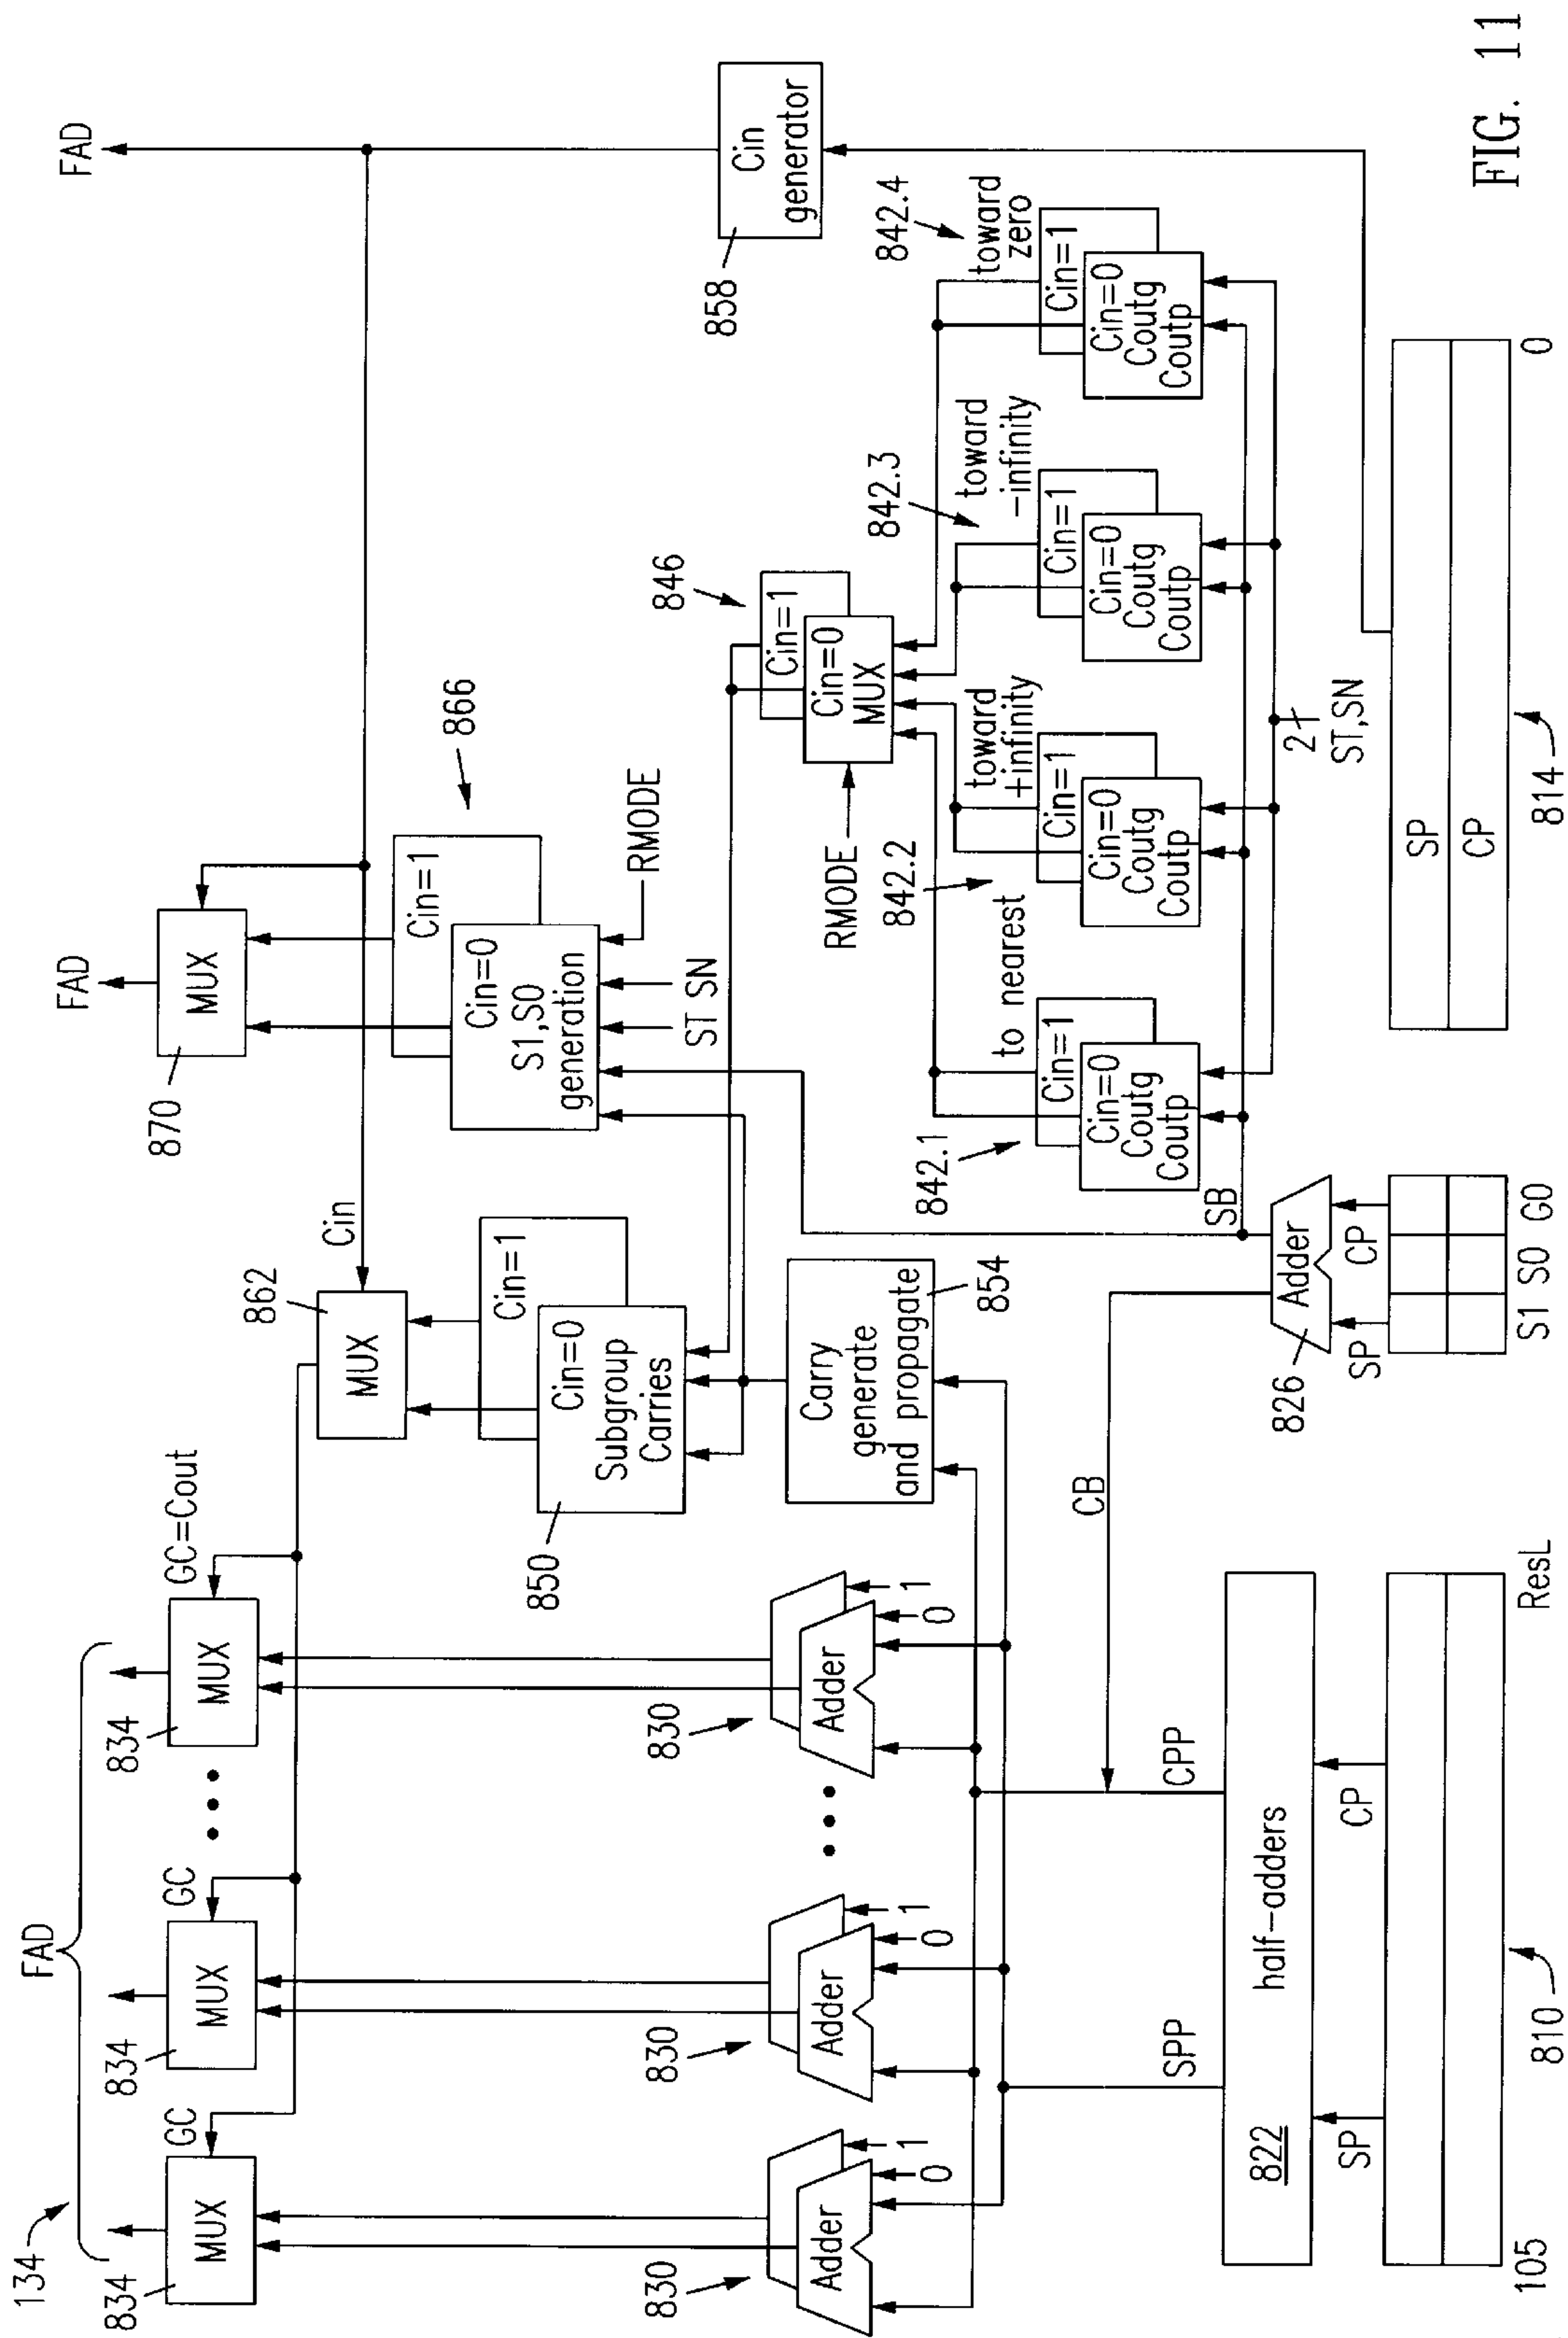 134
FAD
FAD
FAD
834
MUX
GC
834
MUX
GC
834
MUX
GC=Cout
862
MUX
Cin
870
MUX
866
Cin=1
Cin=0
S1,S0
generation
ST
SN
RMODE
Cin=1
Cin=0
Subgroup
Carries
850
830
Adder
0
1
830
Adder
0
1
830
Adder
0
1
Carry
generate
and propagate
854
846
Cin=1
Cin=0
MUX
RMODE
858
Cin
generator
842.1
to nearest
Cin=1
Cin=0
Coutg
Coutp
842.2
toward
+infinity
Cin=1
Cin=0
Coutg
Coutp
842.3
toward
-infinity
Cin=1
Cin=0
Coutg
Coutp
842.4
toward
zero
Cin=1
Cin=0
Coutg
Coutp
SPP
CPP
CB
SB
2
ST,SN
822
half-adders
826
Adder
SP
CP
SP
CP
SP
CP
105
810
ResL
S1
S0
G0
814
0
FIG. 11